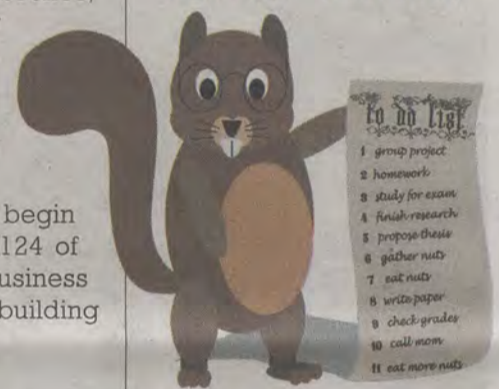 begin
124 of
usiness
building
to do list
1 group project
2 homework
3 study for exam
4 finish research
5 propose thesis
6 gather nuts
7 eat nuts
8 write paper
9 check grades
10 call mom
11 eat more nuts